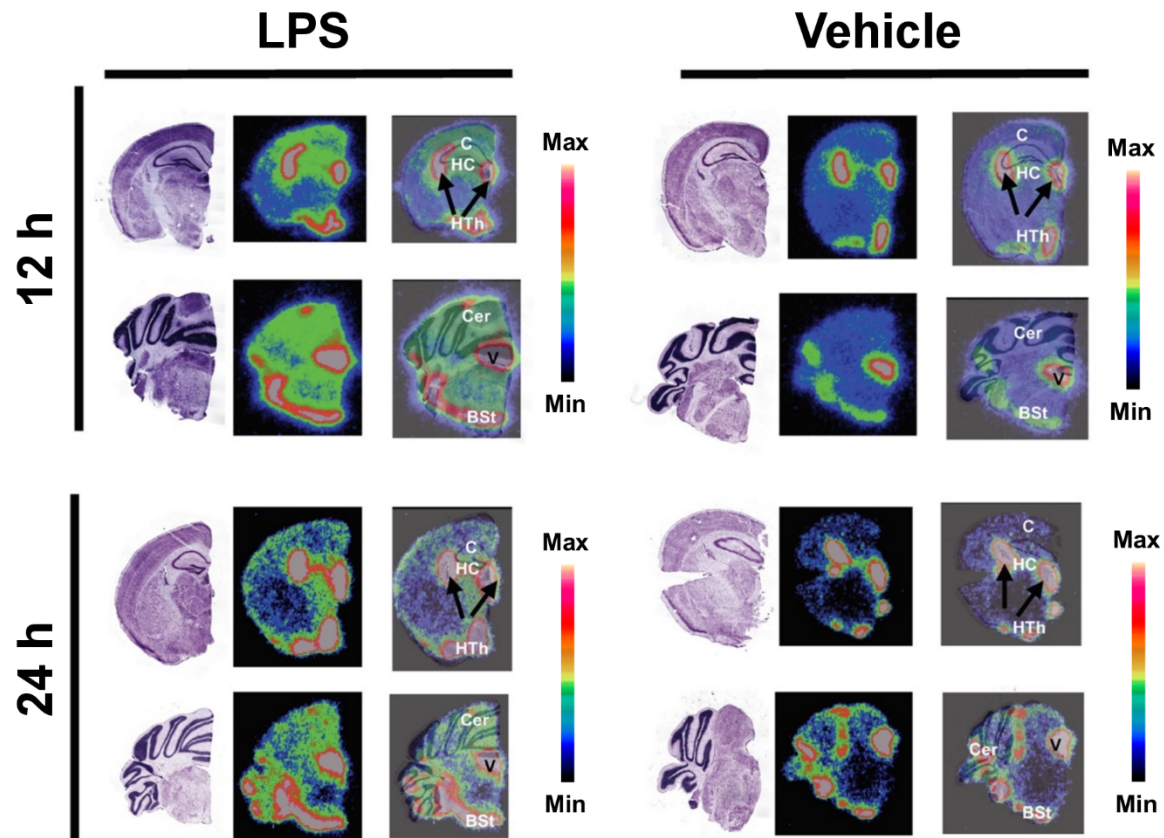 LPS
Vehicle
12 h
C
HC
HTh
Max
Min
C
HC
HTh
Max
Min
Cer
V
BSt
Cer
V
BSt
24 h
C
HC
HTh
Max
Min
C
HC
HTh
Max
Min
Cer
V
BSt
Cer
V
BSt